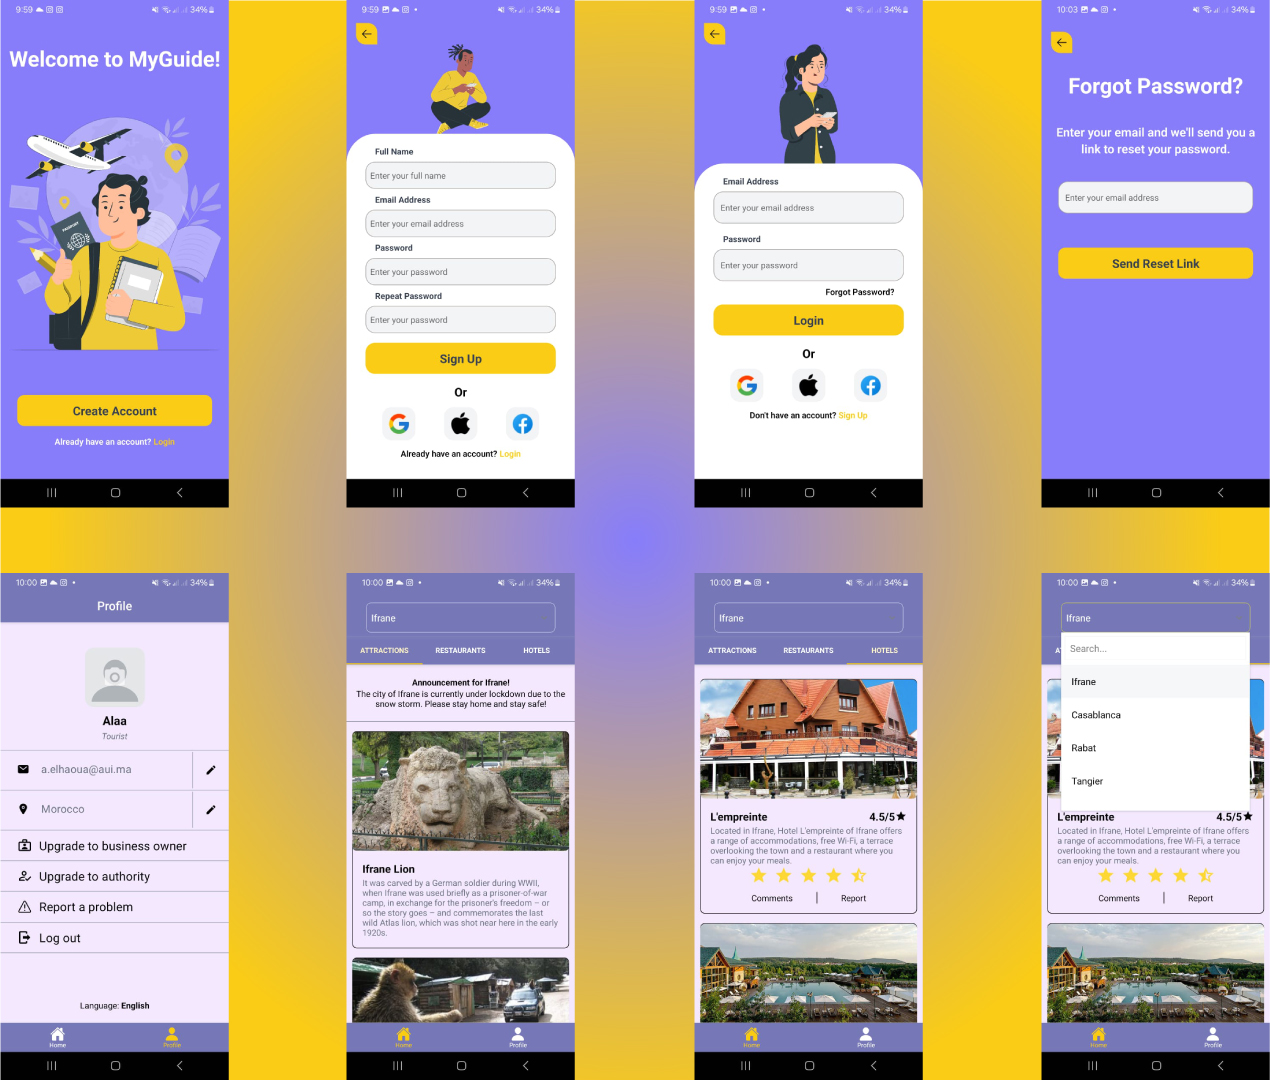 9:59
34%
Welcome to MyGuide!
PASSPORT
Create Account
Already have an account? Login
9:59
34%
Full Name
Enter your full name
Email Address
Enter your email address
Password
Enter your password
Repeat Password
Enter your password
Sign Up
Or
Already have an account? Login
9:59
34%
Email Address
Enter your email address
Password
Enter your password
Forgot Password?
Login
Or
Don't have an account? Sign Up
10:03
34%
Forgot Password?
Enter your email and we'll send you a
link to reset your password.
Enter your email address
Send Reset Link
10:00
34%
Profile
Alaa
Tourist
a.elhaoua@aui.ma
Morocco
Upgrade to business owner
Upgrade to authority
Report a problem
Log out
Language: English
Home
Profile
10:00
34%
Ifrane
ATTRACTIONS
RESTAURANTS
HOTELS
Announcement for Ifrane!
The city of Ifrane is currently under lockdown due to the
snow storm. Please stay home and stay safe!
Ifrane Lion
It was carved by a German soldier during WWII,
when Ifrane was used briefly as a prisoner-of-war
camp, in exchange for the prisoner's freedom – or
so the story goes – and commemorates the last
wild Atlas lion, which was shot near here in the early
1920s.
Home
Profile
10:00
34%
Ifrane
ATTRACTIONS
RESTAURANTS
HOTELS
L'empreinte
4.5/5
Located in Ifrane, Hotel L'empreinte of Ifrane offers
a range of accommodations, free Wi-Fi, a terrace
overlooking the town and a restaurant where you
can enjoy your meals.
Comments
Report
Home
Profile
10:00
34%
Ifrane
Search...
Ifrane
Casablanca
Rabat
Tangier
L'empreinte
4.5/5
Located in Ifrane, Hotel L'empreinte of Ifrane offers
a range of accommodations, free Wi-Fi, a terrace
overlooking the town and a restaurant where you
can enjoy your meals.
Comments
Report
Home
Profile